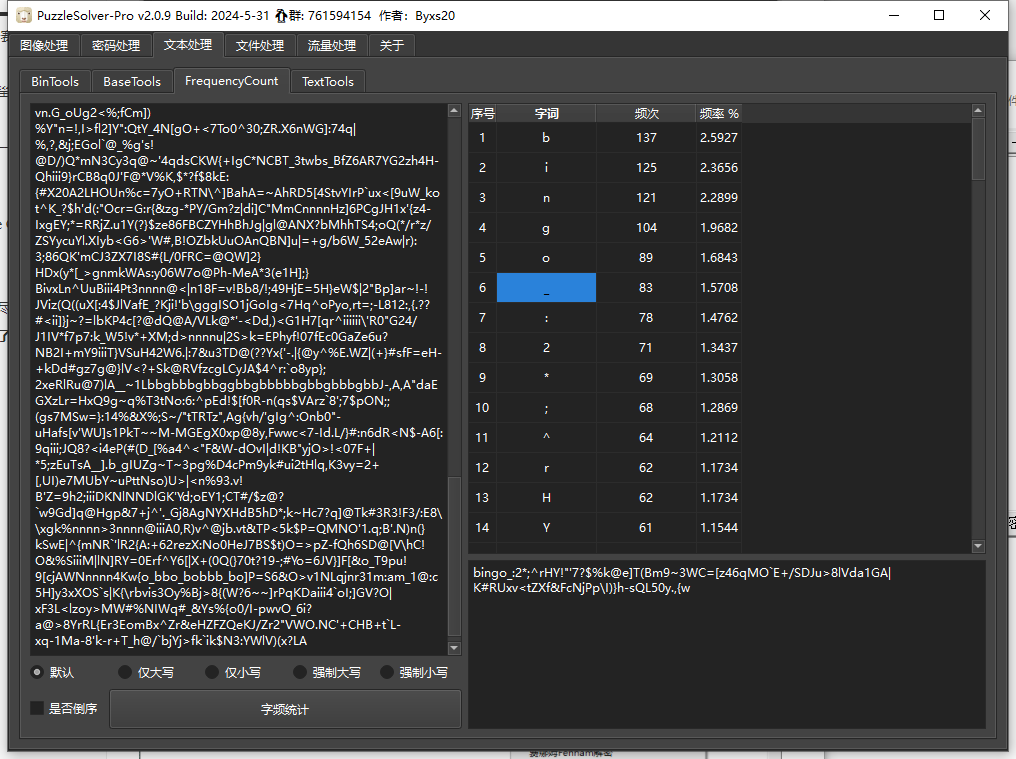 PuzzleSolver-Pro v2.0.9 Build: 2024-5-31 群: 761594154 作者：Byxs20
图像处理 密码处理 文本处理 文件处理 流量处理 关于
BinTools BaseTools FrequencyCount TextTools
vn.G_oUg2<%;fCm])
%Y"n=!,I>fl2]Y":QtY_4N[gO+<7To0^30;ZR.X6nWG]:74q|
%,?,&j;EGol`@_%g's!
@D/)Q*mN3Cy3q@~'4qdsCKW{+IgC*NCBT_3twbs_BfZ6AR7YG2zh4H-
Qhiii9}rCB8q0J'F@*V%K,$*?f$8kE:
{#X20A2LHOUn%c=7yO+RTN\^]BahA=~AhRD5[4StvYIrP`ux<[9uW_ko
t^K_?$h'd(:"Ocr=G:r{&tzg-*PY/Gm?z|di]C"MmCnnnnHz]6PCgJH1x'{z4-
IxgEY;*=RRjZ.u1Y(?}$ze86FBCZYHhBhJg|gl@ANX?bMhhTS4;oQ(*/r*z/
ZSYycuYl.XIyb<G6>'W#,B!OZbkUuOAnQBN]u|=+g/b6W_52eAw|r):
3;86QK'mCJ3ZX7I8S#{L/0FRC=@QW]2}
HDx(y*[_>gnmkWAs:y06W7o@Ph-MeA*3(e1H];}
BivxLn^UuBiii4Pt3nnnn@<|n18F=v!Bb8/!;49HjE=5H}eW$|2"Bp]ar~!-!
JViz(Q((uX[:4$JlVafE_?Kji!'b\gggISO1jGoIg<7Hq^oPyo,rt=;-L812:,{.??
#<ii]}j~?=lbKP4c[?@dQ@A/VLk@*'-<Dd,)<G1H7[qr^iiiiii\'R0"G24/
J1IV*f7p7:k_W5!v*+XM;d>nnnnu|2S>k=EPhyf!07fEc0GaZe6u?
NB2I+mY9iiiT}VSuH42W6.|;7&u3TD@(??Yx{'-.|{@y^%E.WZ|(+}#sfF=eH-
+kDd#gz7g@}lV<?+Sk@RVfzcgLCyJA$4^r:`o8yp};
2xeRlRu@7)lA__~1LbbgbbbgbbggbbgbbbbbgbbgbbbgbbJ-,A,A"daE
GXzLr=HxQ9g~q%T3tNo:6:^pEd!$[f0R-n(qs$VArz`8';7$pON;;
(gs7MSw=}:14%&X%;S~/"tTRTz",Ag{vh/'gIg^:Onb0"-
uHafs[v'WU]s1PkT~~M-MGEgX0xp@8y,Fwwc<7-Id.L/}#:n6dR<N$-A6[:
9qiii;JQ8?<i4eP(#(D_[%a4^<"F&W-dOvI|d!KB"yjO>!<07F+|
*5;zEuTsA__].b_gIUZg~T~3pg%D4cPm9yk#ui2tHlq,K3vy=2+
[,UI)e7MUbY~uPttNso)U>|<n%93.v!
B'Z=9h2;iiiDKNlNNDlGK'Yd;oEY1;CT#/$z@?
`w9Gd]q@Hgp&7+j^'._Gj8AgNYXHdB5hD*;k~Hc7?q]@Tk#3R3!F3/:E8\
\xgk%nnnn>3nnnn@iiiA0,R)v^@jb.vt&TP<5k$P=QMNO'1.q;B'.N)n(}
kSwE|^{mNR`'lR2{A:+62rezX:No0HeJ7BS$t)O=>pZ-fQh6SD@[V\hC!
O&%SiiiM|lN]RY=0Erf^Y6[|X+(0Q(}70t?19-;#Yo=6JV}]F[&o_T9pu!
9[cjAWNnnnn4Kw{o_bbo_bobbb_bo]P=S6&O>v1NLqjnr31m:am_1@:c
5H]y3xXOS`s|K{\rbvis3Oy%Bj>8{(W?6~~]rPqKDaiii4`oI;]GV?O|
xF3L<lzoy>MW#%NIWq#_&Ys%{o0/I-pwvO_6i?
a@>8YrRL{Er3EomBx^Zr&eHZFZQeKJ/Zr2"VWO.NC'+CHB+t`L-
xq-1Ma-8'k-r+T_h@/`bjYj>fk`ik$N3:YWlV)(x?LA
默认 仅大写 仅小写 强制大写 强制小写
是否倒序 字频统计
序号 字词 频次 频率 %
1 b 137 2.5927
2 i 125 2.3656
3 n 121 2.2899
4 g 104 1.9682
5 o 89 1.6843
6 _ 83 1.5708
7 : 78 1.4762
8 2 71 1.3437
9 * 69 1.3058
10 ; 68 1.2869
11 ^ 64 1.2112
12 r 62 1.1734
13 H 62 1.1734
14 Y 61 1.1544
bingo_:2*;^rHY!"'7?$%k@e]T(Bm9~3WC=[z46qMO`E+/SDJu>8lVda1GA|
K#RUxv<tZXf&FcNjPp\I)}h-sQL50y.,{w